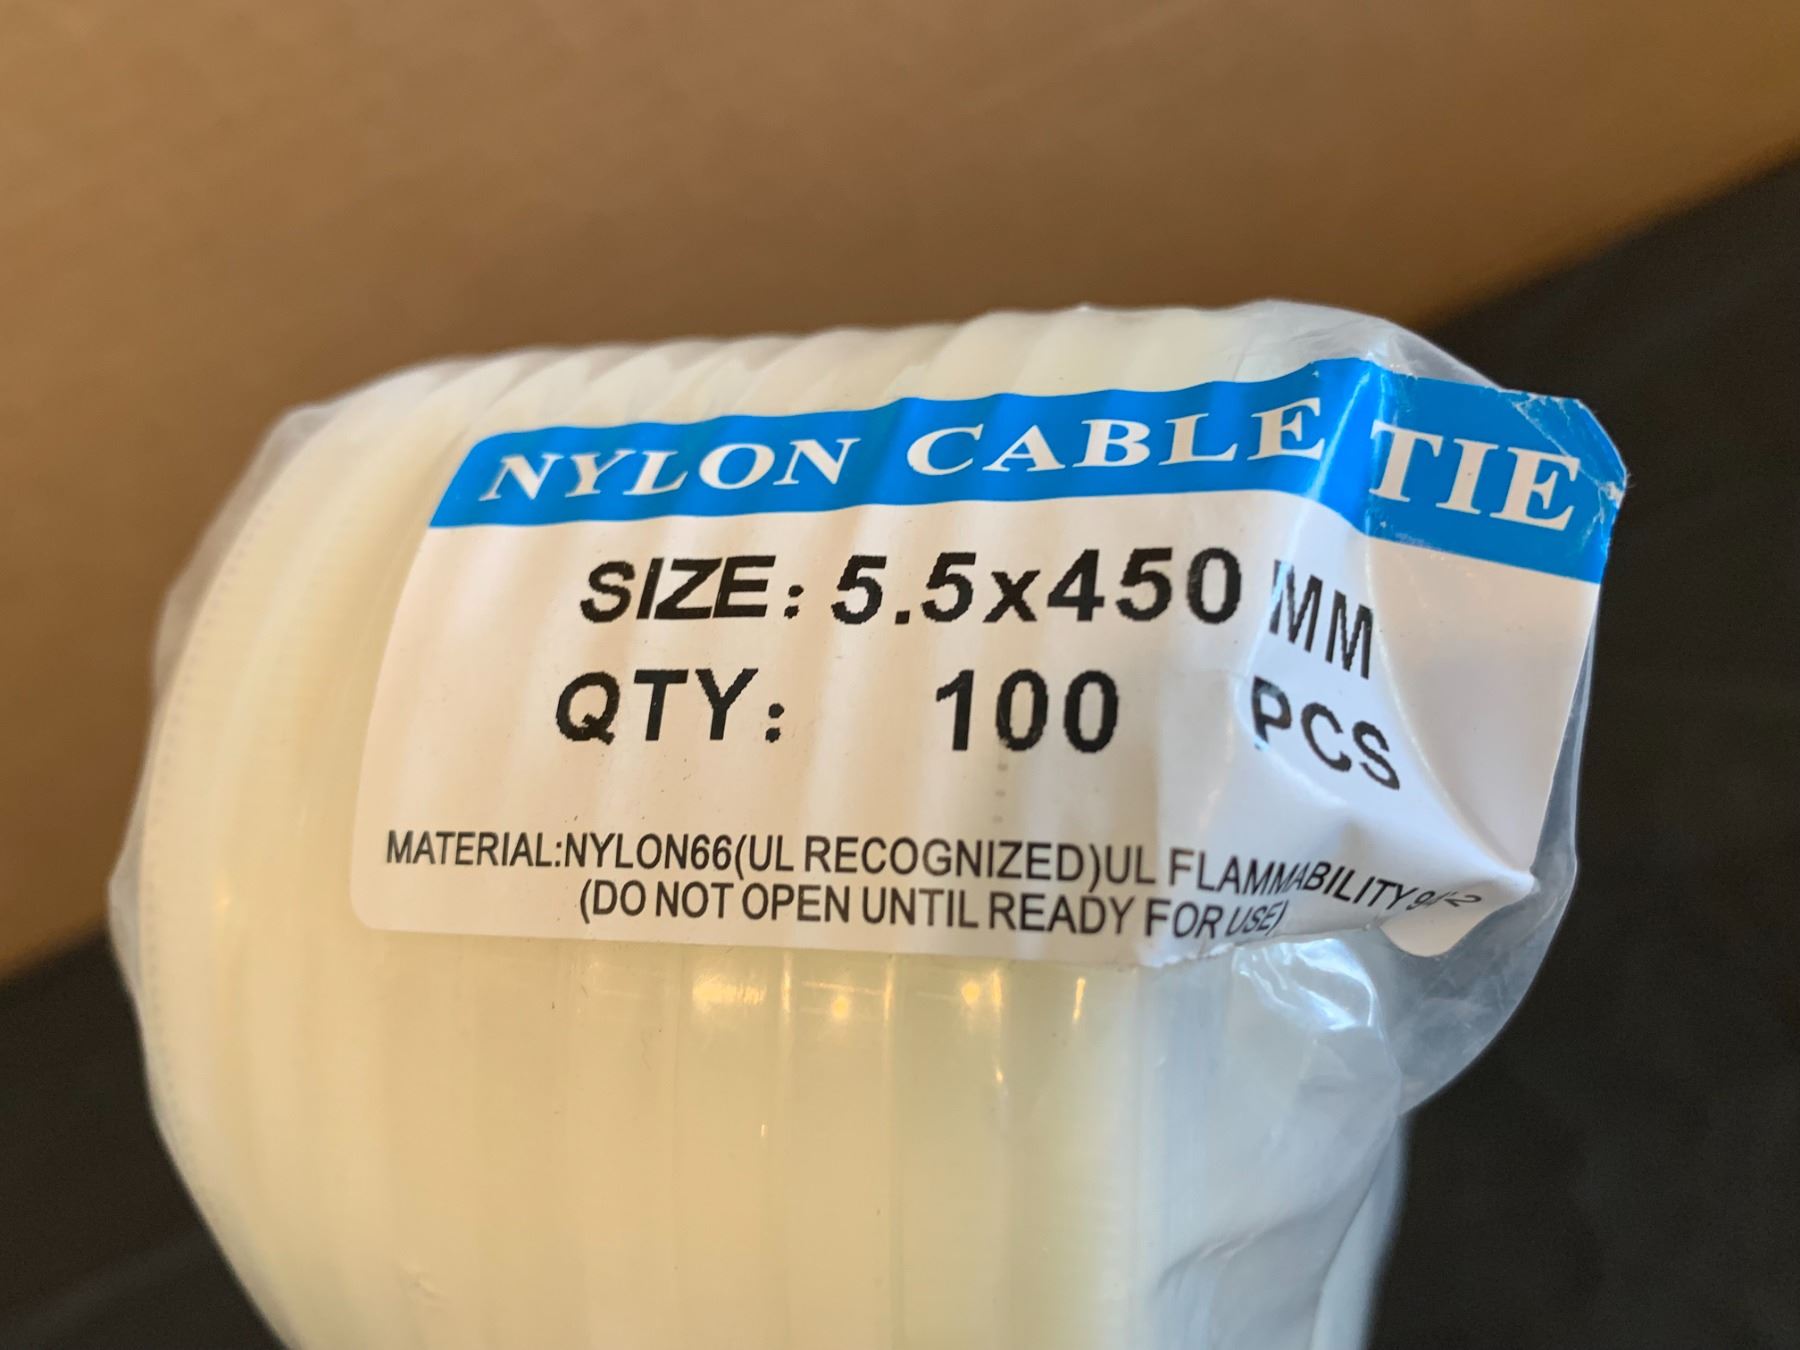 NYLON CABLE TIE
SIZE: 5.5x450 MM
QTY: 100 PCS
MATERIAL:NYLON66(UL RECOGNIZED)UL FLAMMABILITY
(DO NOT OPEN UNTIL READY FOR USE)